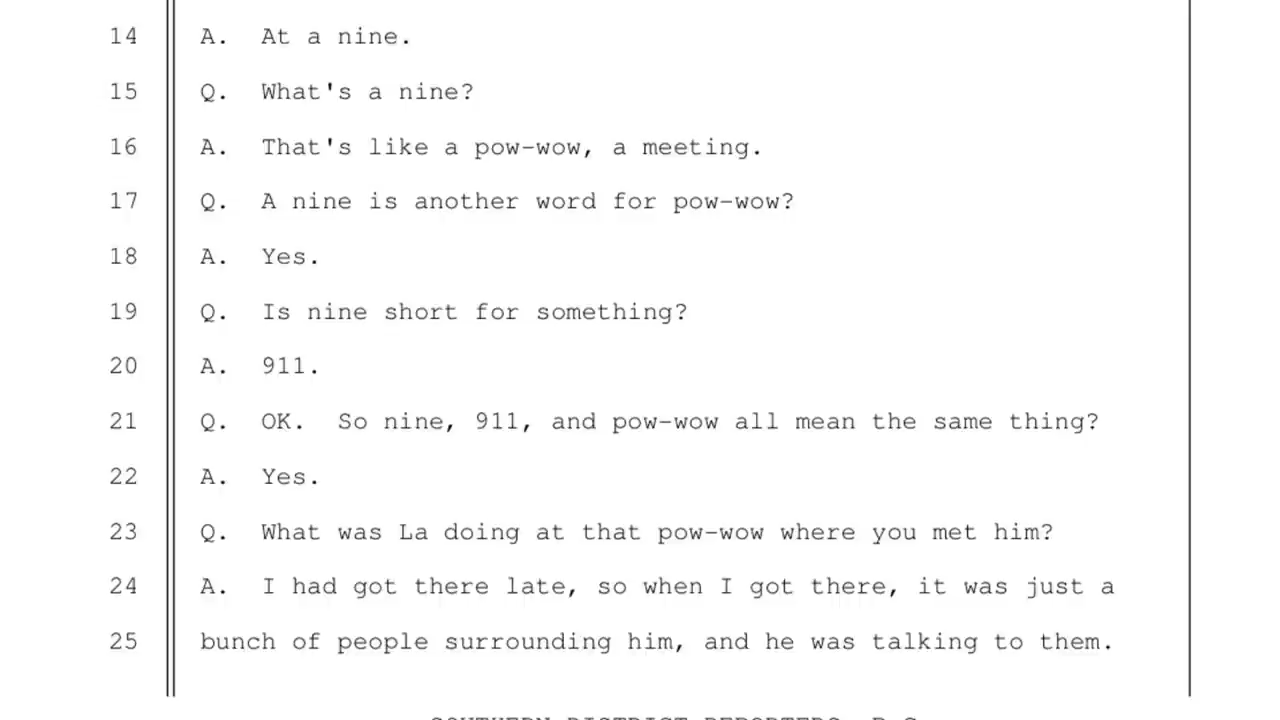 14 A. At a nine.
15 Q. What's a nine?
16 A. That's like a pow-wow, a meeting.
17 Q. A nine is another word for pow-wow?
18 A. Yes.
19 Q. Is nine short for something?
20 A. 911.
21 Q. OK. So nine, 911, and pow-wow all mean the same thing?
22 A. Yes.
23 Q. What was La doing at that pow-wow where you met him?
24 A. I had got there late, so when I got there, it was just a
25 bunch of people surrounding him, and he was talking to them.
SOUTHERN DISTRICT REPORTERS, P.C.